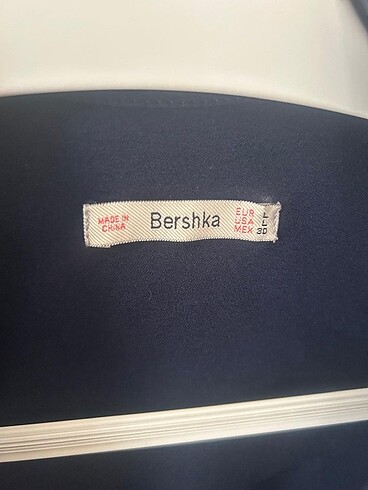 MADE IN
CHINA
Bershka
EUR L
USA L
MEX 30